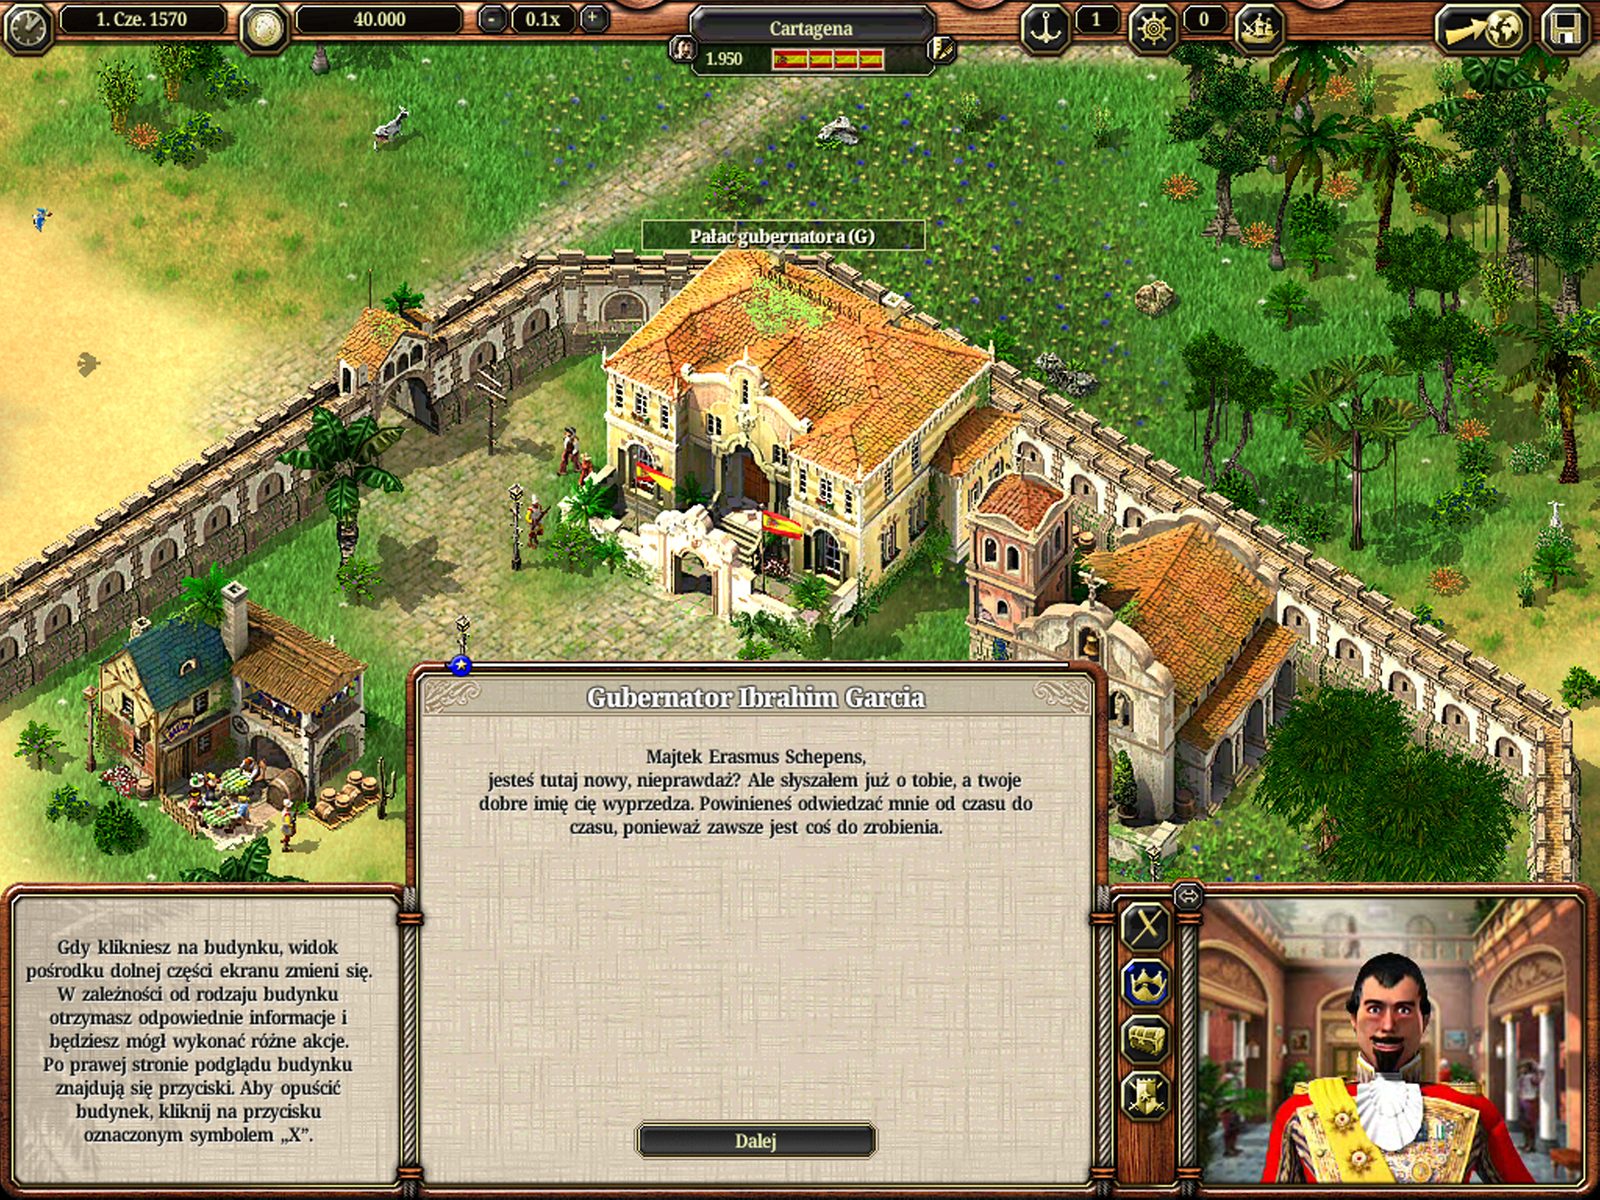 1. Cze. 1570
40.000
- 0.1x +
Cartagena
1.950
1
0
Pałac gubernatora (G)
Gubernator Ibrahim Garcia
Majtek Erasmus Schepens,
jesteś tutaj nowy, nieprawdaż? Ale słyszałem już o tobie, a twoje
dobre imię cię wyprzedza. Powinieneś odwiedzać mnie od czasu do
czasu, ponieważ zawsze jest coś do zrobienia.
Dalej
Gdy klikniesz na budynku, widok
pośrodku dolnej części ekranu zmieni się.
W zależności od rodzaju budynku
otrzymasz odpowiednie informacje i
będziesz mógł wykonać różne akcje.
Po prawej stronie podglądu budynku
znajdują się przyciski. Aby opuścić
budynek, kliknij na przycisku
oznaczonym symbolem „X”.